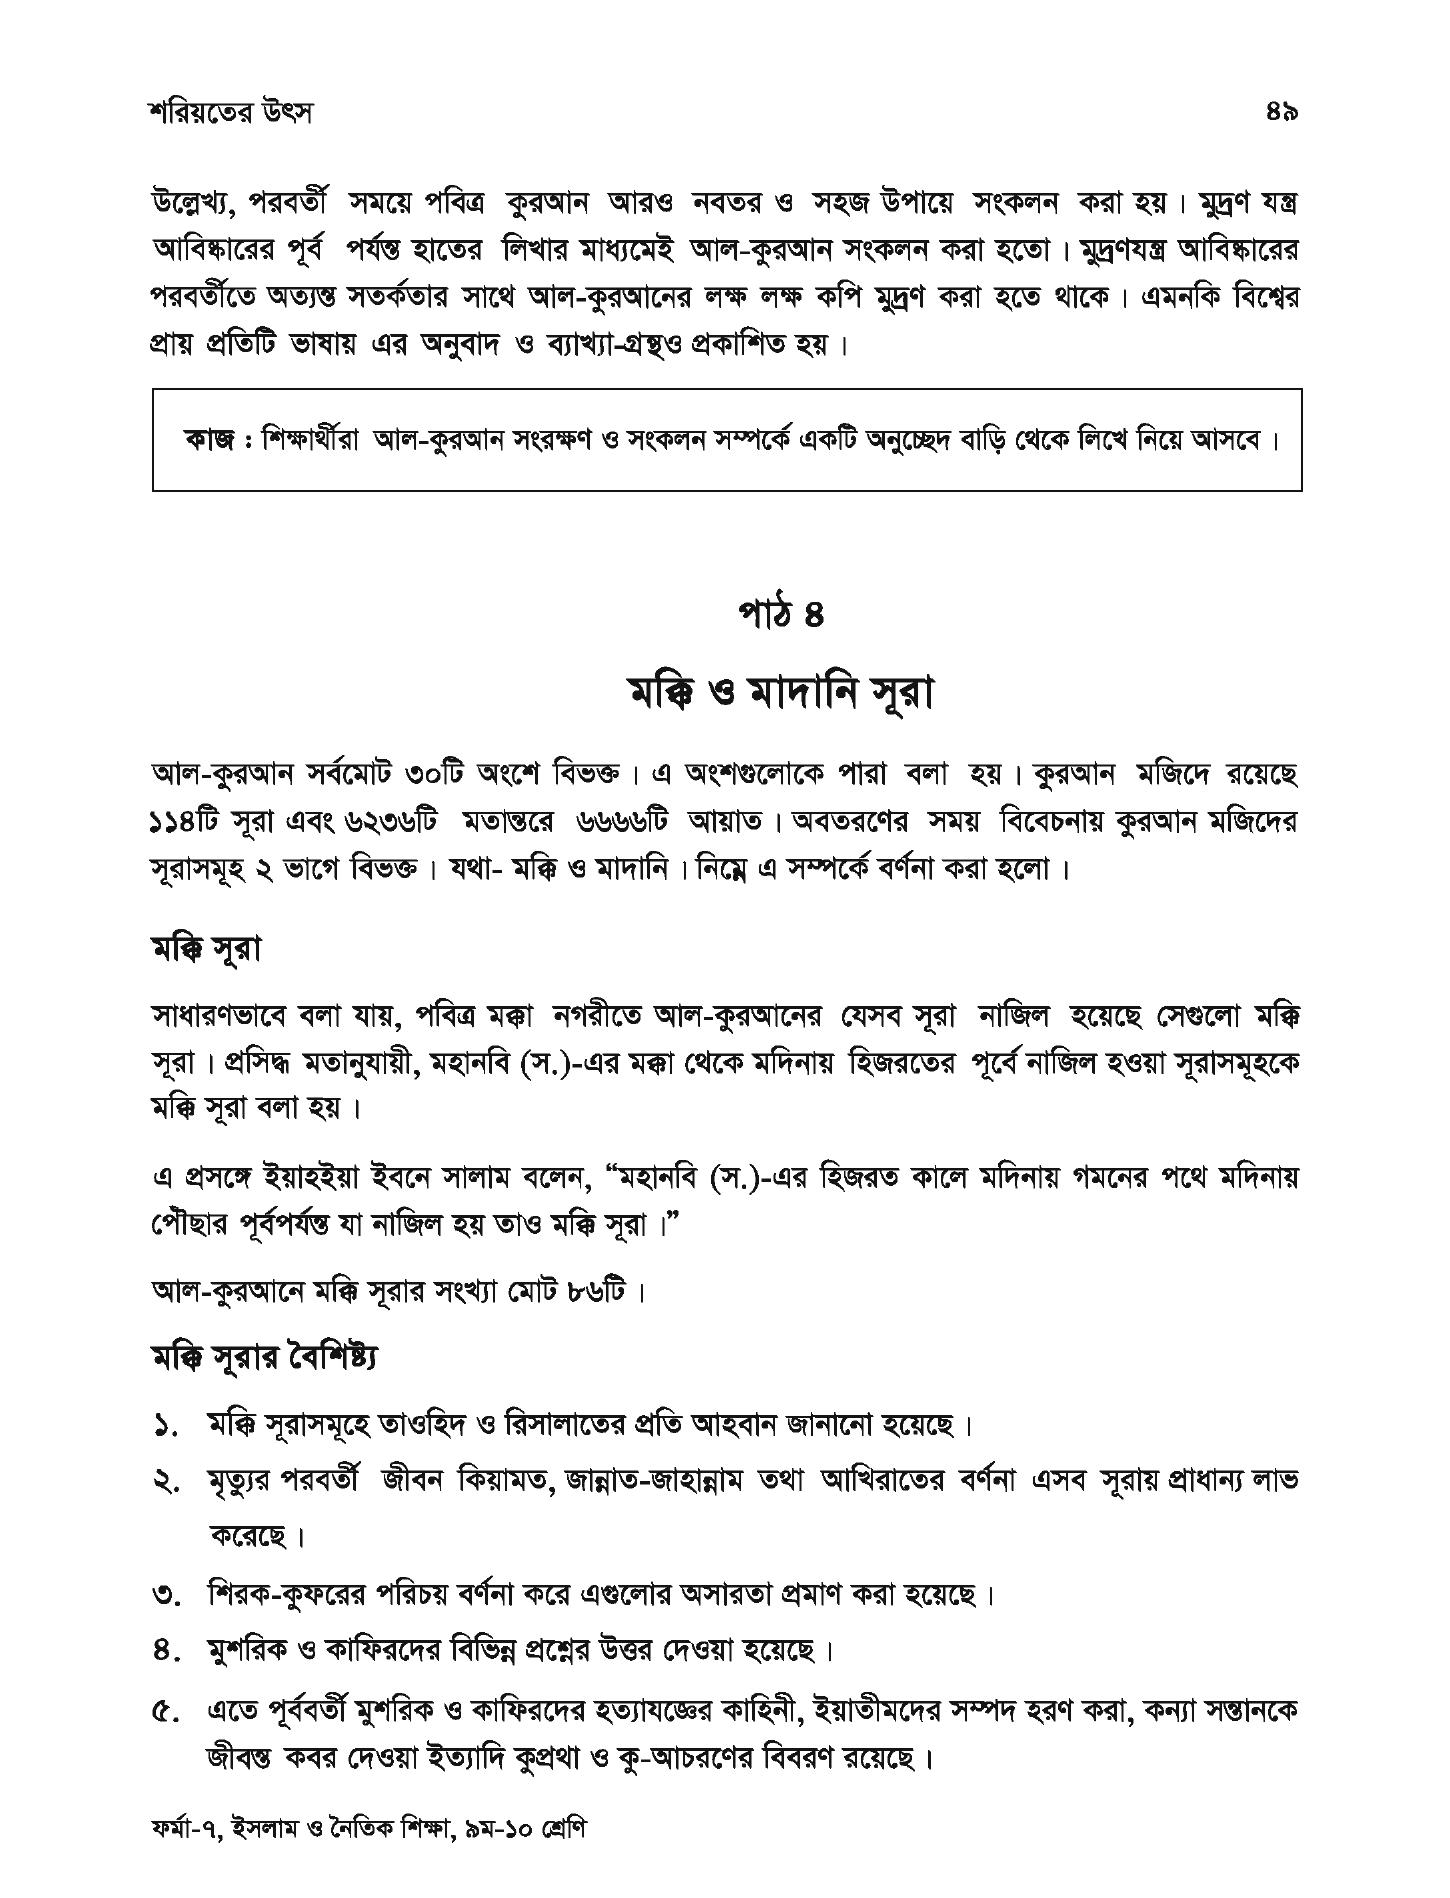 শরিয়তের উৎস ৪৯
উল্লেখ্য, পরবর্তী সময়ে পবিত্র কুরআন আরও নবতর ও সহজ উপায়ে সংকলন করা হয়। মুদ্রণ যন্ত্র
আবিষ্কারের পূর্ব পর্যন্ত হাতের লিখার মাধ্যমেই আল-কুরআন সংকলন করা হতো। মুদ্রণযন্ত্র আবিষ্কারের
পরবর্তীতে অত্যন্ত সতর্কতার সাথে আল-কুরআনের লক্ষ লক্ষ কপি মুদ্রণ করা হতে থাকে। এমনকি বিশ্বের
প্রায় প্রতিটি ভাষায় এর অনুবাদ ও ব্যাখ্যা-গ্রন্থও প্রকাশিত হয়।
কাজ : শিক্ষার্থীরা আল-কুরআন সংরক্ষণ ও সংকলন সম্পর্কে একটি অনুচ্ছেদ বাড়ি থেকে লিখে নিয়ে আসবে।
পাঠ ৪
মক্কি ও মাদানি সূরা
আল-কুরআন সর্বমোট ৩০টি অংশে বিভক্ত। এ অংশগুলোকে পারা বলা হয়। কুরআন মজিদে রয়েছে
১১৪টি সূরা এবং ৬২৩৬টি মতান্তরে ৬৬৬৬টি আয়াত। অবতরণের সময় বিবেচনায় কুরআন মজিদের
সূরাসমূহ ২ ভাগে বিভক্ত। যথা- মক্কি ও মাদানি। নিম্নে এ সম্পর্কে বর্ণনা করা হলো।
মক্কি সূরা
সাধারণভাবে বলা যায়, পবিত্র মক্কা নগরীতে আল-কুরআনের যেসব সূরা নাজিল হয়েছে সেগুলো মক্কি
সূরা। প্রসিদ্ধ মতানুযায়ী, মহানবি (স.)-এর মক্কা থেকে মদিনায় হিজরতের পূর্বে নাজিল হওয়া সূরাসমূহকে
মক্কি সূরা বলা হয়।
এ প্রসঙ্গে ইয়াহইয়া ইবনে সালাম বলেন, “মহানবি (স.)-এর হিজরত কালে মদিনায় গমনের পথে মদিনায়
পৌঁছার পূর্বপর্যন্ত যা নাজিল হয় তাও মক্কি সূরা।”
আল-কুরআনে মক্কি সূরার সংখ্যা মোট ৮৬টি।
মক্কি সূরার বৈশিষ্ট্য
১. মক্কি সূরাসমূহে তাওহিদ ও রিসালাতের প্রতি আহবান জানানো হয়েছে।
২. মৃত্যুর পরবর্তী জীবন কিয়ামত, জান্নাত-জাহান্নাম তথা আখিরাতের বর্ণনা এসব সূরায় প্রাধান্য লাভ
করেছে।
৩. শিরক-কুফরের পরিচয় বর্ণনা করে এগুলোর অসারতা প্রমাণ করা হয়েছে।
৪. মুশরিক ও কাফিরদের বিভিন্ন প্রশ্নের উত্তর দেওয়া হয়েছে।
৫. এতে পূর্ববর্তী মুশরিক ও কাফিরদের হত্যাযজ্ঞের কাহিনী, ইয়াতীমদের সম্পদ হরণ করা, কন্যা সন্তানকে
জীবন্ত কবর দেওয়া ইত্যাদি কুপ্রথা ও কু-আচরণের বিবরণ রয়েছে।
ফর্মা-৭, ইসলাম ও নৈতিক শিক্ষা, ৯ম-১০ শ্রেণি